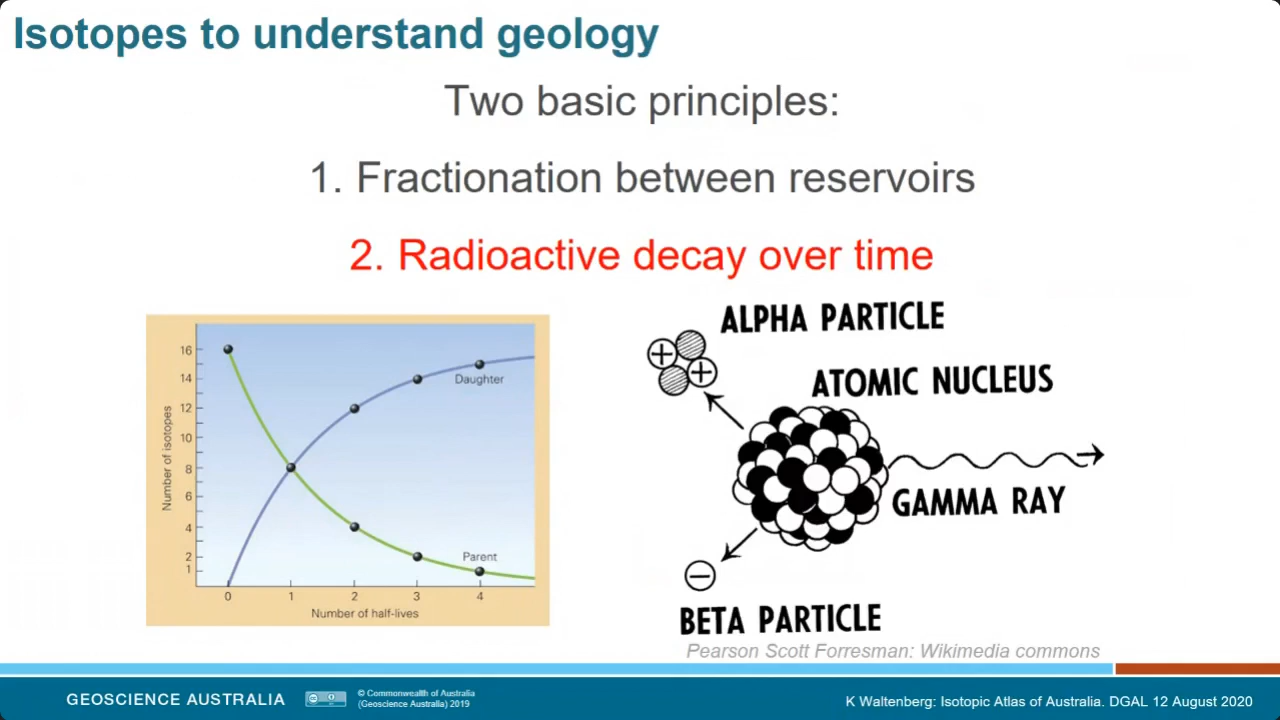 Isotopes to understand geology
Two basic principles:
1. Fractionation between reservoirs
2. Radioactive decay over time
Number of isotopes
16
14
12
10
8
6
4
2
1
0
1
2
3
4
Daughter
Parent
Number of half-lives
ALPHA PARTICLE
ATOMIC NUCLEUS
GAMMA RAY
BETA PARTICLE
Pearson Scott Forresman: Wikimedia commons
GEOSCIENCE AUSTRALIA
© Commonwealth of Australia
(Geoscience Australia) 2019
K Waltenberg: Isotopic Atlas of Australia. DGAL 12 August 2020